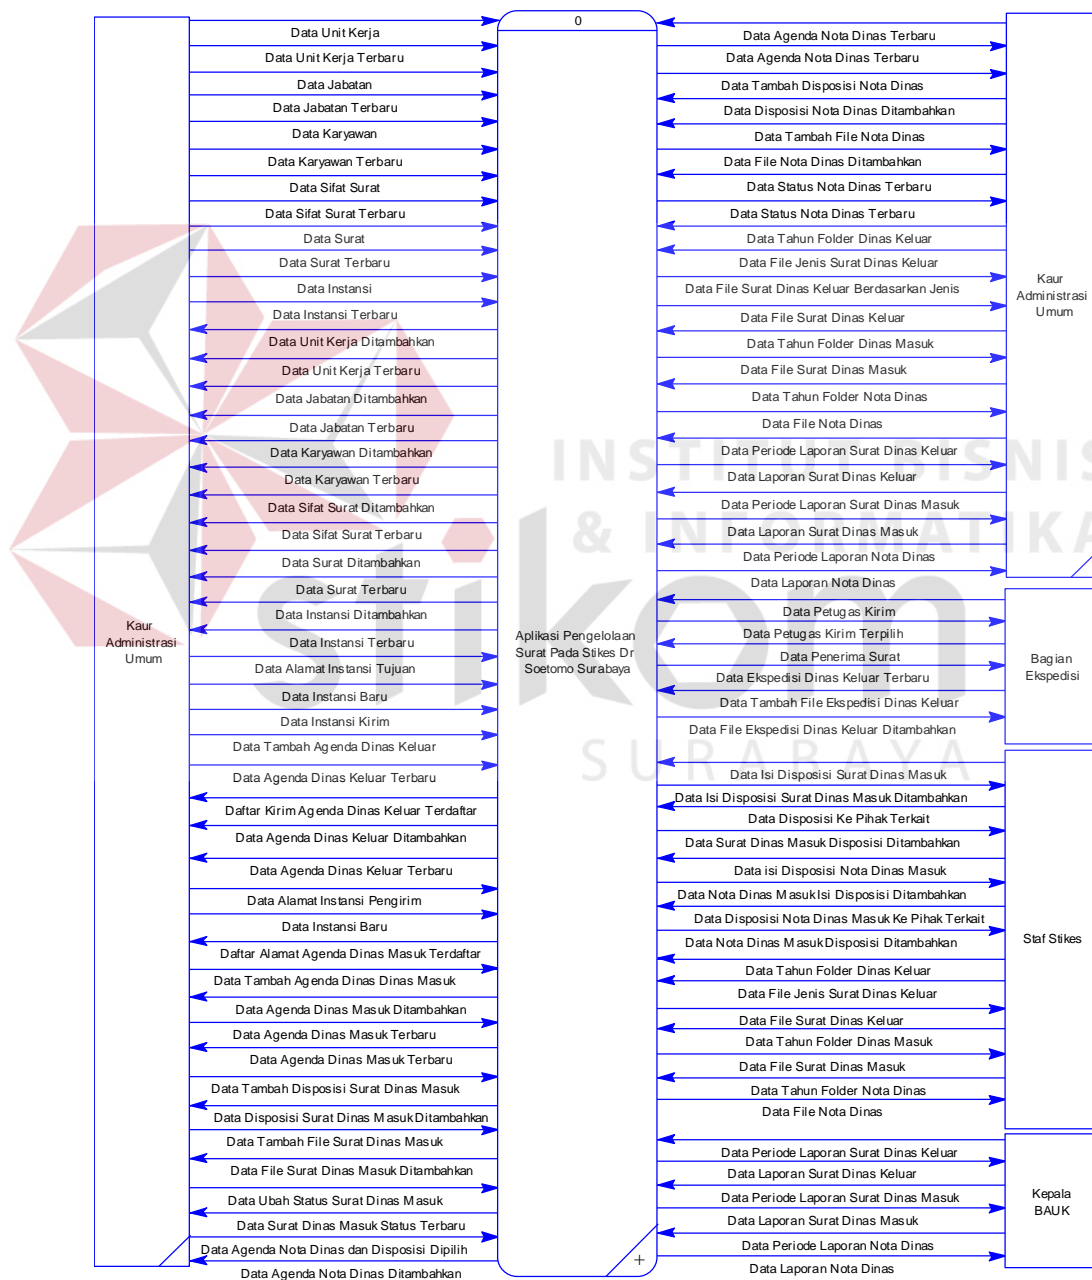 0
Data Unit Kerja
Data Unit Kerja Terbaru
Data Jabatan
Data Jabatan Terbaru
Data Karyawan
Data Karyawan Terbaru
Data Sifat Surat
Data Sifat Surat Terbaru
Data Surat
Data Surat Terbaru
Data Instansi
Data Instansi Terbaru
Data Unit Kerja Ditambahkan
Data Unit Kerja Terbaru
Data Jabatan Ditambahkan
Data Jabatan Terbaru
Data Karyawan Ditambahkan
Data Karyawan Terbaru
Data Sifat Surat Ditambahkan
Data Sifat Surat Terbaru
Data Surat Ditambahkan
Data Surat Terbaru
Data Instansi Ditambahkan
Data Instansi Terbaru
Data Alamat Instansi Tujuan
Data Instansi Baru
Data Instansi Kirim
Data Tambah Agenda Dinas Keluar
Data Agenda Dinas Keluar Terbaru
Daftar Kirim Agenda Dinas Keluar Terdaftar
Data Agenda Dinas Keluar Ditambahkan
Data Agenda Dinas Keluar Terbaru
Data Alamat Instansi Pengirim
Data Instansi Baru
Daftar Alamat Agenda Dinas Masuk Terdaftar
Data Tambah Agenda Dinas Dinas Masuk
Data Agenda Dinas Masuk Ditambahkan
Data Agenda Dinas Masuk Terbaru
Data Agenda Dinas Masuk Terbaru
Data Tambah Disposisi Surat Dinas Masuk
Data Disposisi Surat Dinas Masuk Ditambahkan
Data Tambah File Surat Dinas Masuk
Data File Surat Dinas Masuk Ditambahkan
Data Ubah Status Surat Dinas Masuk
Data Surat Dinas Masuk Status Terbaru
Data Agenda Nota Dinas dan Disposisi Dipilih
Data Agenda Nota Dinas Ditambahkan
Kaur
Administrasi
Umum
Aplikasi Pengelolaan
Surat Pada Stikes Dr
Soetomo Surabaya
+
Data Agenda Nota Dinas Terbaru
Data Agenda Nota Dinas Terbaru
Data Tambah Disposisi Nota Dinas
Data Disposisi Nota Dinas Ditambahkan
Data Tambah File Nota Dinas
Data File Nota Dinas Ditambahkan
Data Status Nota Dinas Terbaru
Data Status Nota Dinas Terbaru
Data Tahun Folder Dinas Keluar
Data File Jenis Surat Dinas Keluar
Data File Surat Dinas Keluar Berdasarkan Jenis
Data File Surat Dinas Keluar
Data Tahun Folder Dinas Masuk
Data File Surat Dinas Masuk
Data Tahun Folder Nota Dinas
Data File Nota Dinas
Data Periode Laporan Surat Dinas Keluar
Data Laporan Surat Dinas Keluar
Data Periode Laporan Surat Dinas Masuk
Data Laporan Surat Dinas Masuk
Data Periode Laporan Nota Dinas
Data Laporan Nota Dinas
Kaur
Administrasi
Umum
Data Petugas Kirim
Data Petugas Kirim Terpilih
Data Penerima Surat
Data Ekspedisi Dinas Keluar Terbaru
Data Tambah File Ekspedisi Dinas Keluar
Data File Ekspedisi Dinas Keluar Ditambahkan
Bagian
Ekspedisi
Data Isi Disposisi Surat Dinas Masuk
Data Isi Disposisi Surat Dinas Masuk Ditambahkan
Data Disposisi Ke Pihak Terkait
Data Surat Dinas Masuk Disposisi Ditambahkan
Data isi Disposisi Nota Dinas Masuk
Data Nota Dinas Masuk Isi Disposisi Ditambahkan
Data Disposisi Nota Dinas Masuk Ke Pihak Terkait
Data Nota Dinas Masuk Disposisi Ditambahkan
Data Tahun Folder Dinas Keluar
Data File Jenis Surat Dinas Keluar
Data File Surat Dinas Keluar
Data Tahun Folder Dinas Masuk
Data File Surat Dinas Masuk
Data Tahun Folder Nota Dinas
Data File Nota Dinas
Staf Stikes
Data Periode Laporan Surat Dinas Keluar
Data Laporan Surat Dinas Keluar
Data Periode Laporan Surat Dinas Masuk
Data Laporan Surat Dinas Masuk
Data Periode Laporan Nota Dinas
Data Laporan Nota Dinas
Kepala
BAUK
INSTITUT BISNIS
& INFORMATIKA
stikom
SURABAYA